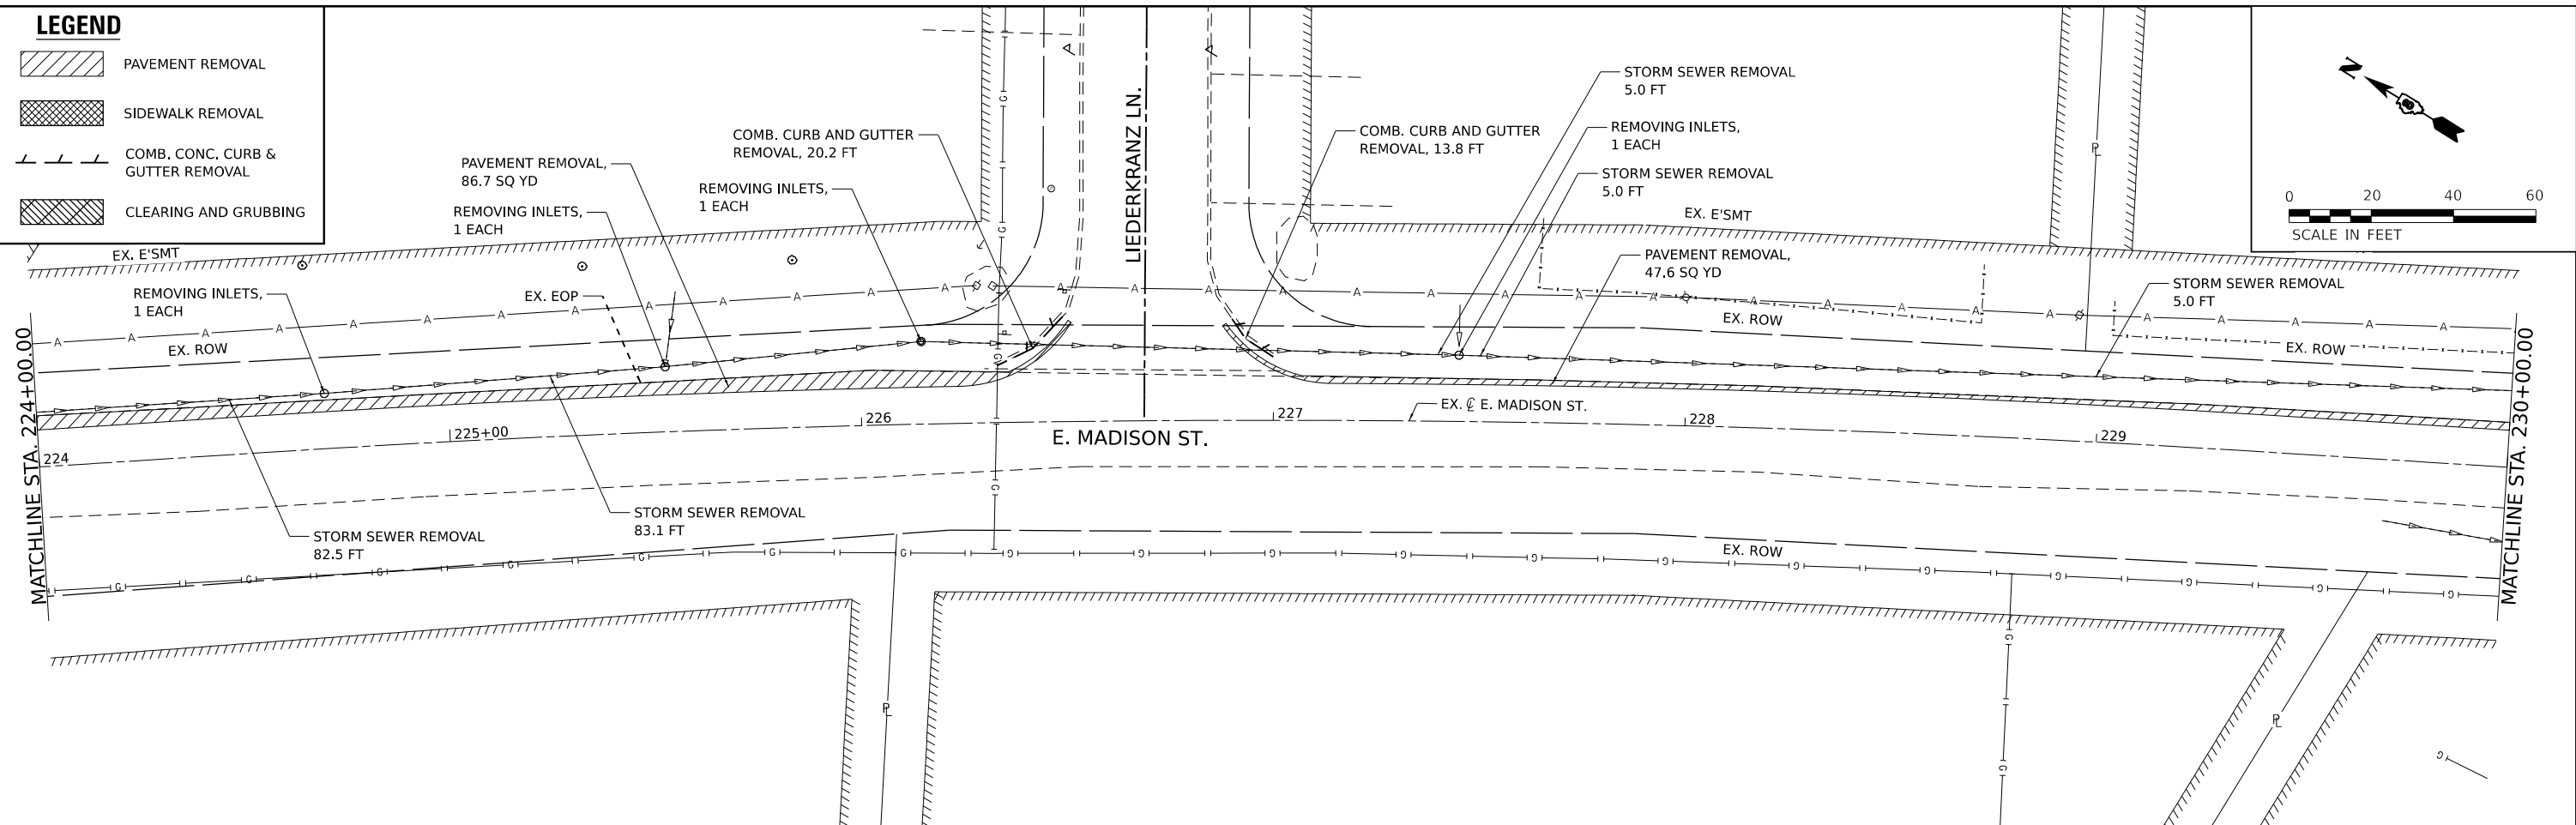 LEGEND
PAVEMENT REMOVAL
SIDEWALK REMOVAL
COMB. CONC. CURB &
GUTTER REMOVAL
CLEARING AND GRUBBING
N
0 20 40 60
SCALE IN FEET
LIEDERKRANZ LN.
STORM SEWER REMOVAL
5.0 FT
REMOVING INLETS,
1 EACH
STORM SEWER REMOVAL
5.0 FT
COMB. CURB AND GUTTER
REMOVAL, 20.2 FT
COMB. CURB AND GUTTER
REMOVAL, 13.8 FT
PAVEMENT REMOVAL,
86.7 SQ YD
REMOVING INLETS,
1 EACH
REMOVING INLETS,
1 EACH
EX. E'SMT
EX. E'SMT
PAVEMENT REMOVAL,
47.6 SQ YD
STORM SEWER REMOVAL
5.0 FT
REMOVING INLETS,
1 EACH
EX. EOP
EX. ROW
EX. ROW
EX. ROW
MATCHLINE STA. 224+00.00
MATCHLINE STA. 230+00.00
224
225+00
226
227
228
229
EX. ℄ E. MADISON ST.
E. MADISON ST.
STORM SEWER REMOVAL
82.5 FT
STORM SEWER REMOVAL
83.1 FT
EX. ROW
A A A A A A A A A A A A A A A A A A A A A A A A A A A A A A A A A
G G G G G G G G G G G G G G G G G G G
G
G
G
G
G
G
G
G
P
P
PL
PL
PL